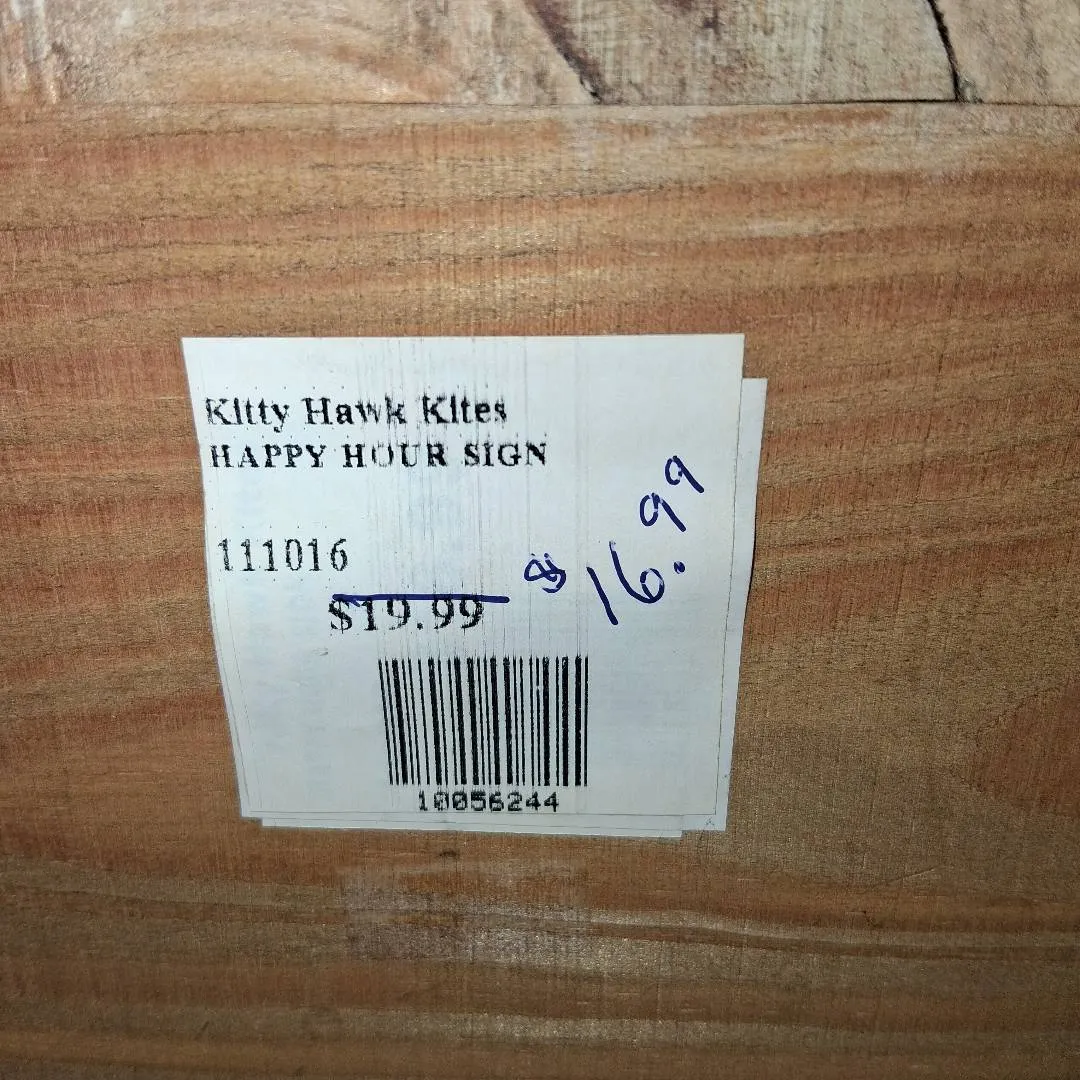 Kitty Hawk Kites
HAPPY HOUR SIGN
111016
$19.99
$ 16.99
10056244